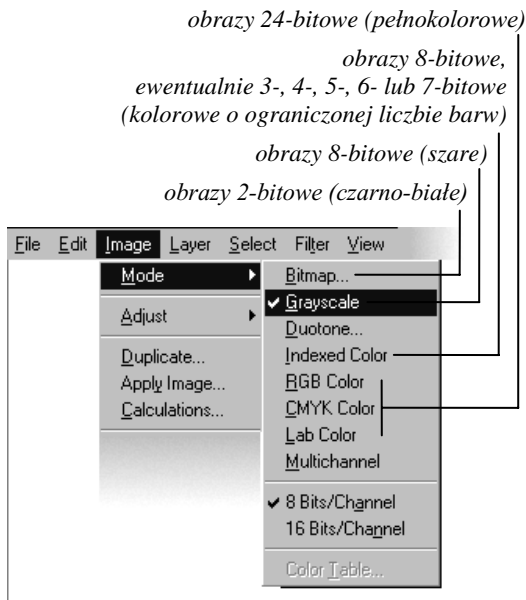 obrazy 24-bitowe (pełnokolorowe)
obrazy 8-bitowe,
ewentualnie 3-, 4-, 5-, 6- lub 7-bitowe
(kolorowe o ograniczonej liczbie barw)
obrazy 8-bitowe (szare)
obrazy 2-bitowe (czarno-białe)
File Edit Image Layer Select Filter View
Mode
Adjust
Duplicate...
Apply Image...
Calculations...
Bitmap...
Grayscale
Duotone...
Indexed Color
RGB Color
CMYK Color
Lab Color
Multichannel
8 Bits/Channel
16 Bits/Channel
Color Table...